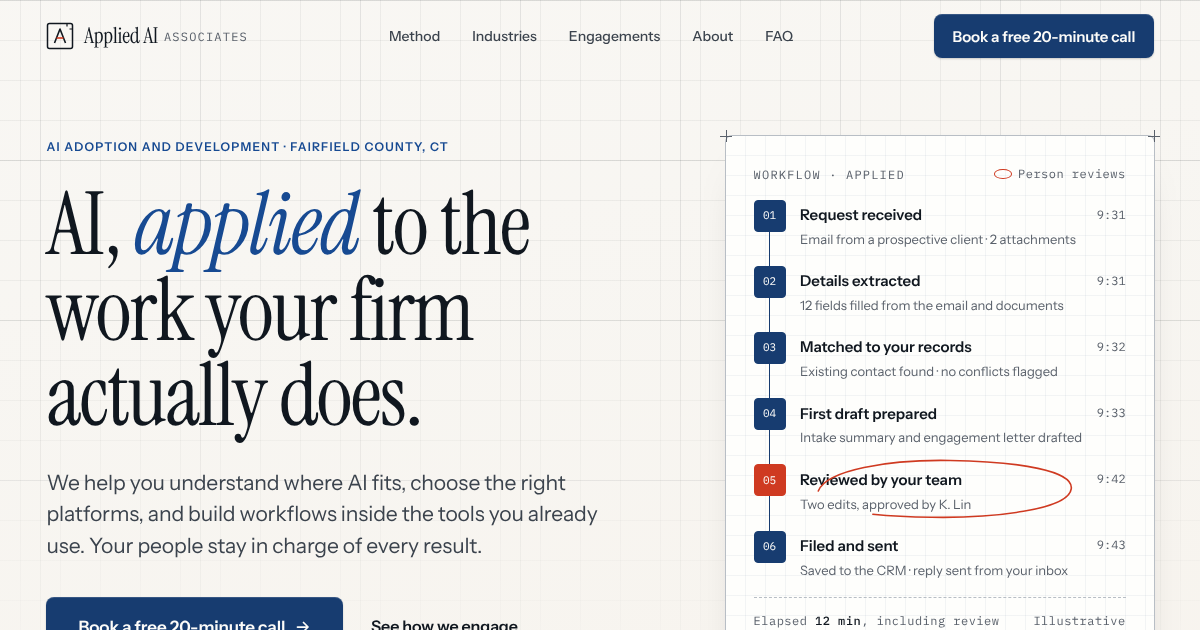 Applied AI ASSOCIATES
Method
Industries
Engagements
About
FAQ
Book a free 20-minute call
AI ADOPTION AND DEVELOPMENT · FAIRFIELD COUNTY, CT
AI, applied to the
work your firm
actually does.
We help you understand where AI fits, choose the right
platforms, and build workflows inside the tools you already
use. Your people stay in charge of every result.
Book a free 20-minute call →
See how we engage
WORKFLOW · APPLIED
Person reviews
01 Request received 9:31
Email from a prospective client · 2 attachments
02 Details extracted 9:31
12 fields filled from the email and documents
03 Matched to your records 9:32
Existing contact found · no conflicts flagged
04 First draft prepared 9:33
Intake summary and engagement letter drafted
05 Reviewed by your team 9:42
Two edits, approved by K. Lin
06 Filed and sent 9:43
Saved to the CRM · reply sent from your inbox
Elapsed 12 min, including review
Illustrative